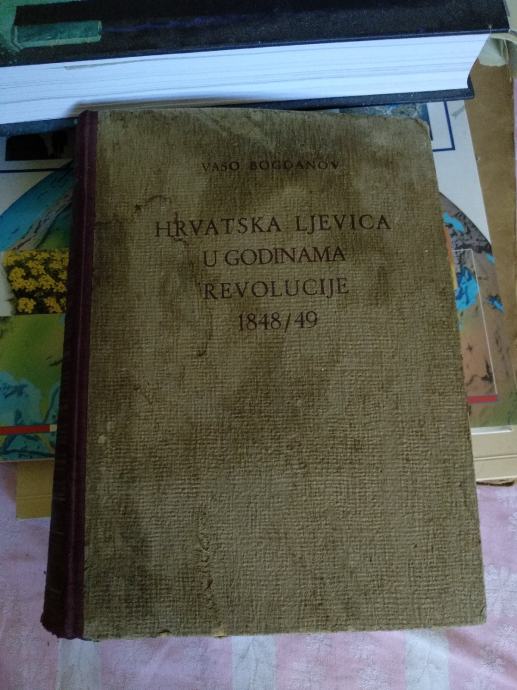 VASO BOGDANOV
HRVATSKA LJEVICA
U GODINAMA
REVOLUCIJE
1848/49